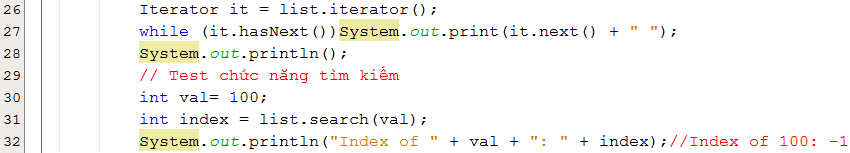 26 Iterator it = list.iterator();
27 while (it.hasNext())System.out.print(it.next() + " ");
28 System.out.println();
29 // Test chức năng tìm kiếm
30 int val= 100;
31 int index = list.search(val);
32 System.out.println("Index of " + val + ": " + index);//Index of 100: -1